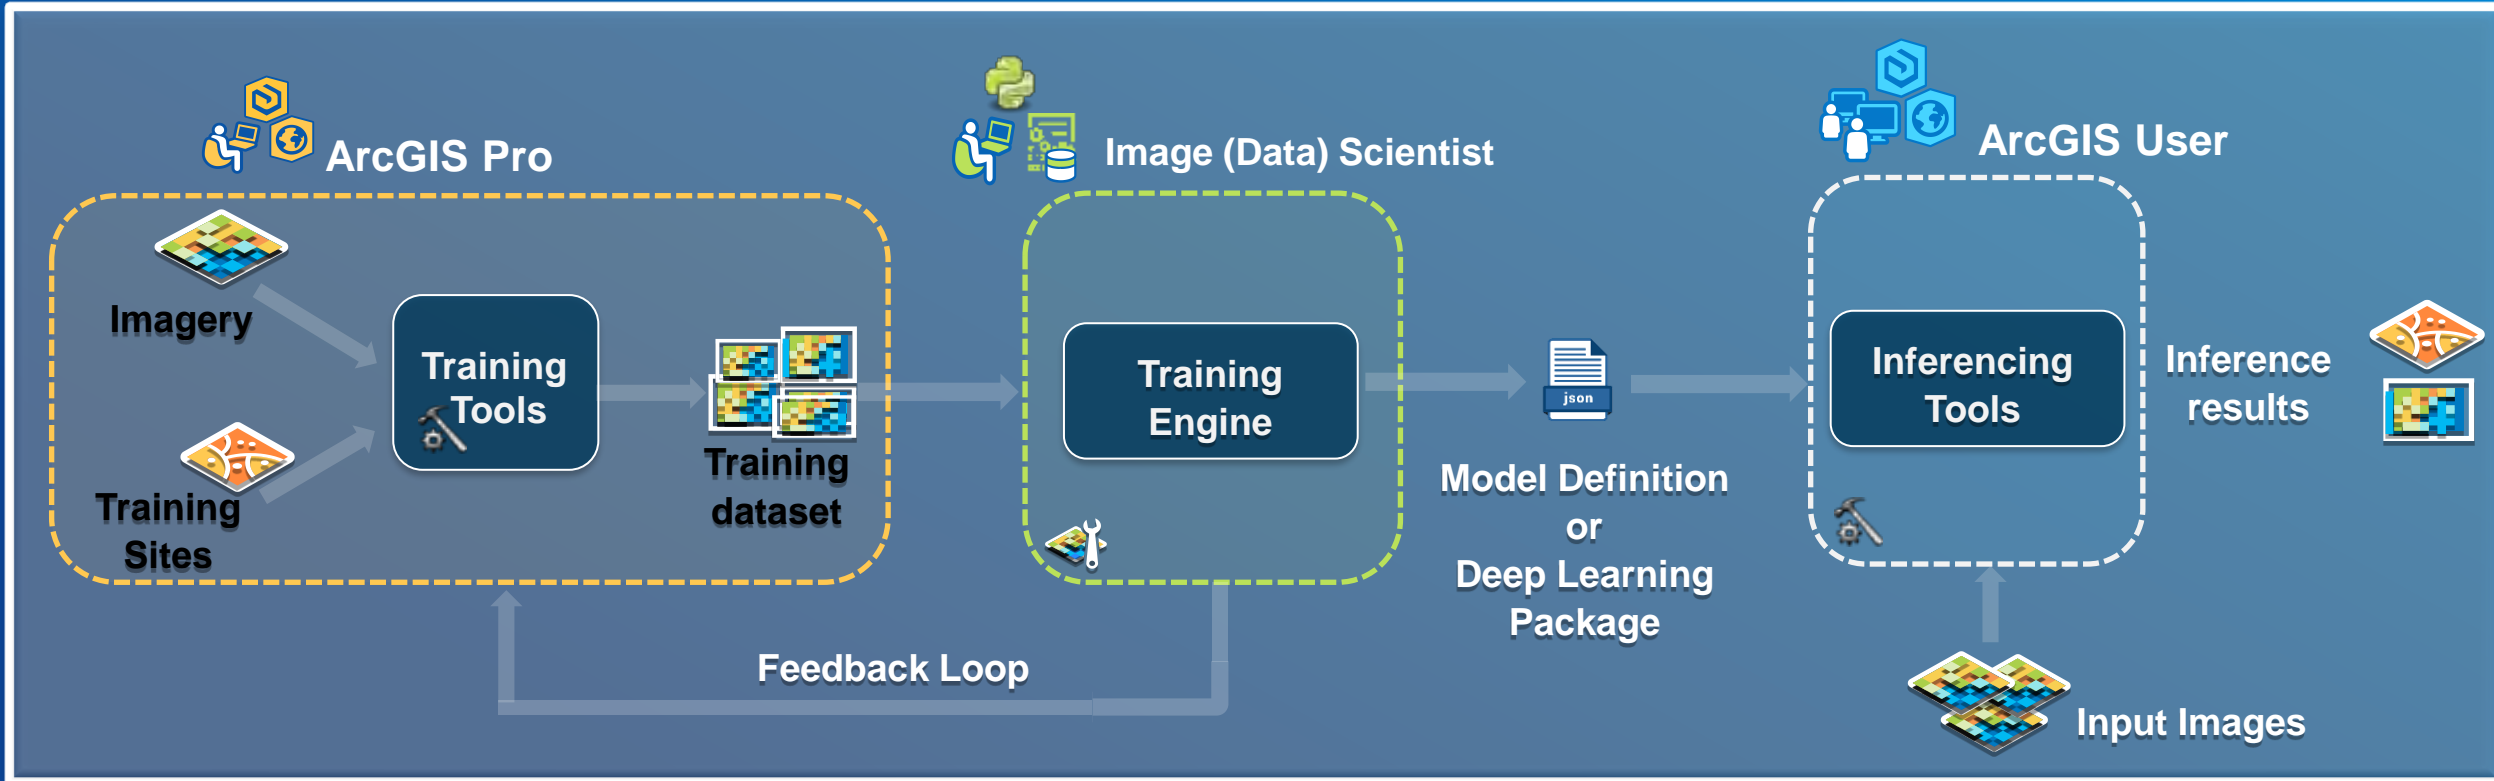 ArcGIS Pro
Image (Data) Scientist
ArcGIS User
Imagery
Training
Sites
Training
Tools
Training
dataset
Training
Engine
json
Model Definition
or
Deep Learning
Package
Inferencing
Tools
Inference
results
Feedback Loop
Input Images